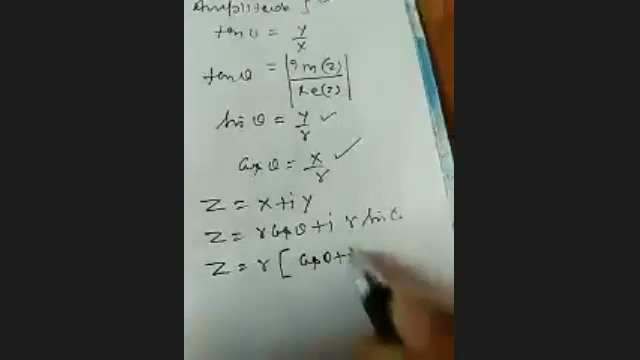 Amplitude
tan θ = y/x
tan θ = |Im(z)/Re(z)|
sin θ = y/r ✓
cos θ = x/r ✓
z = x + i y
z = r cos θ + i r sin θ
z = r [ cos θ + i